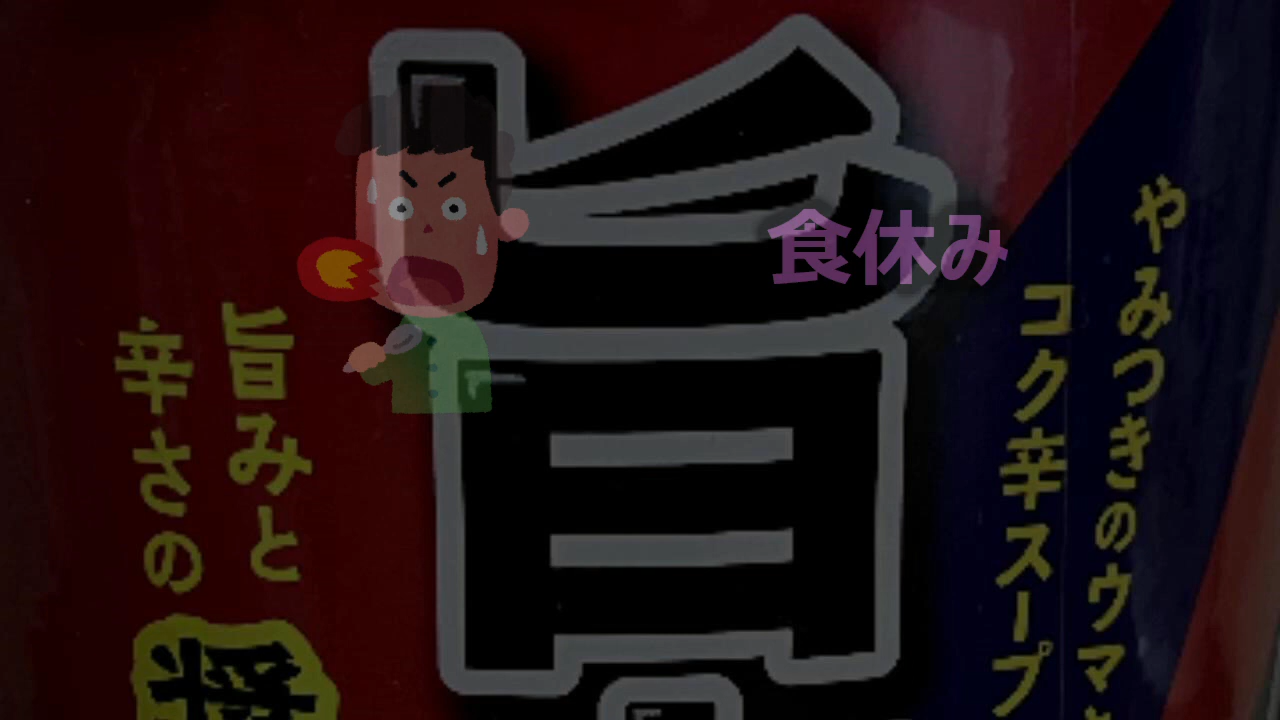 食休み
やみつきのウマ
コク辛スープ
旨
旨みと
辛さの